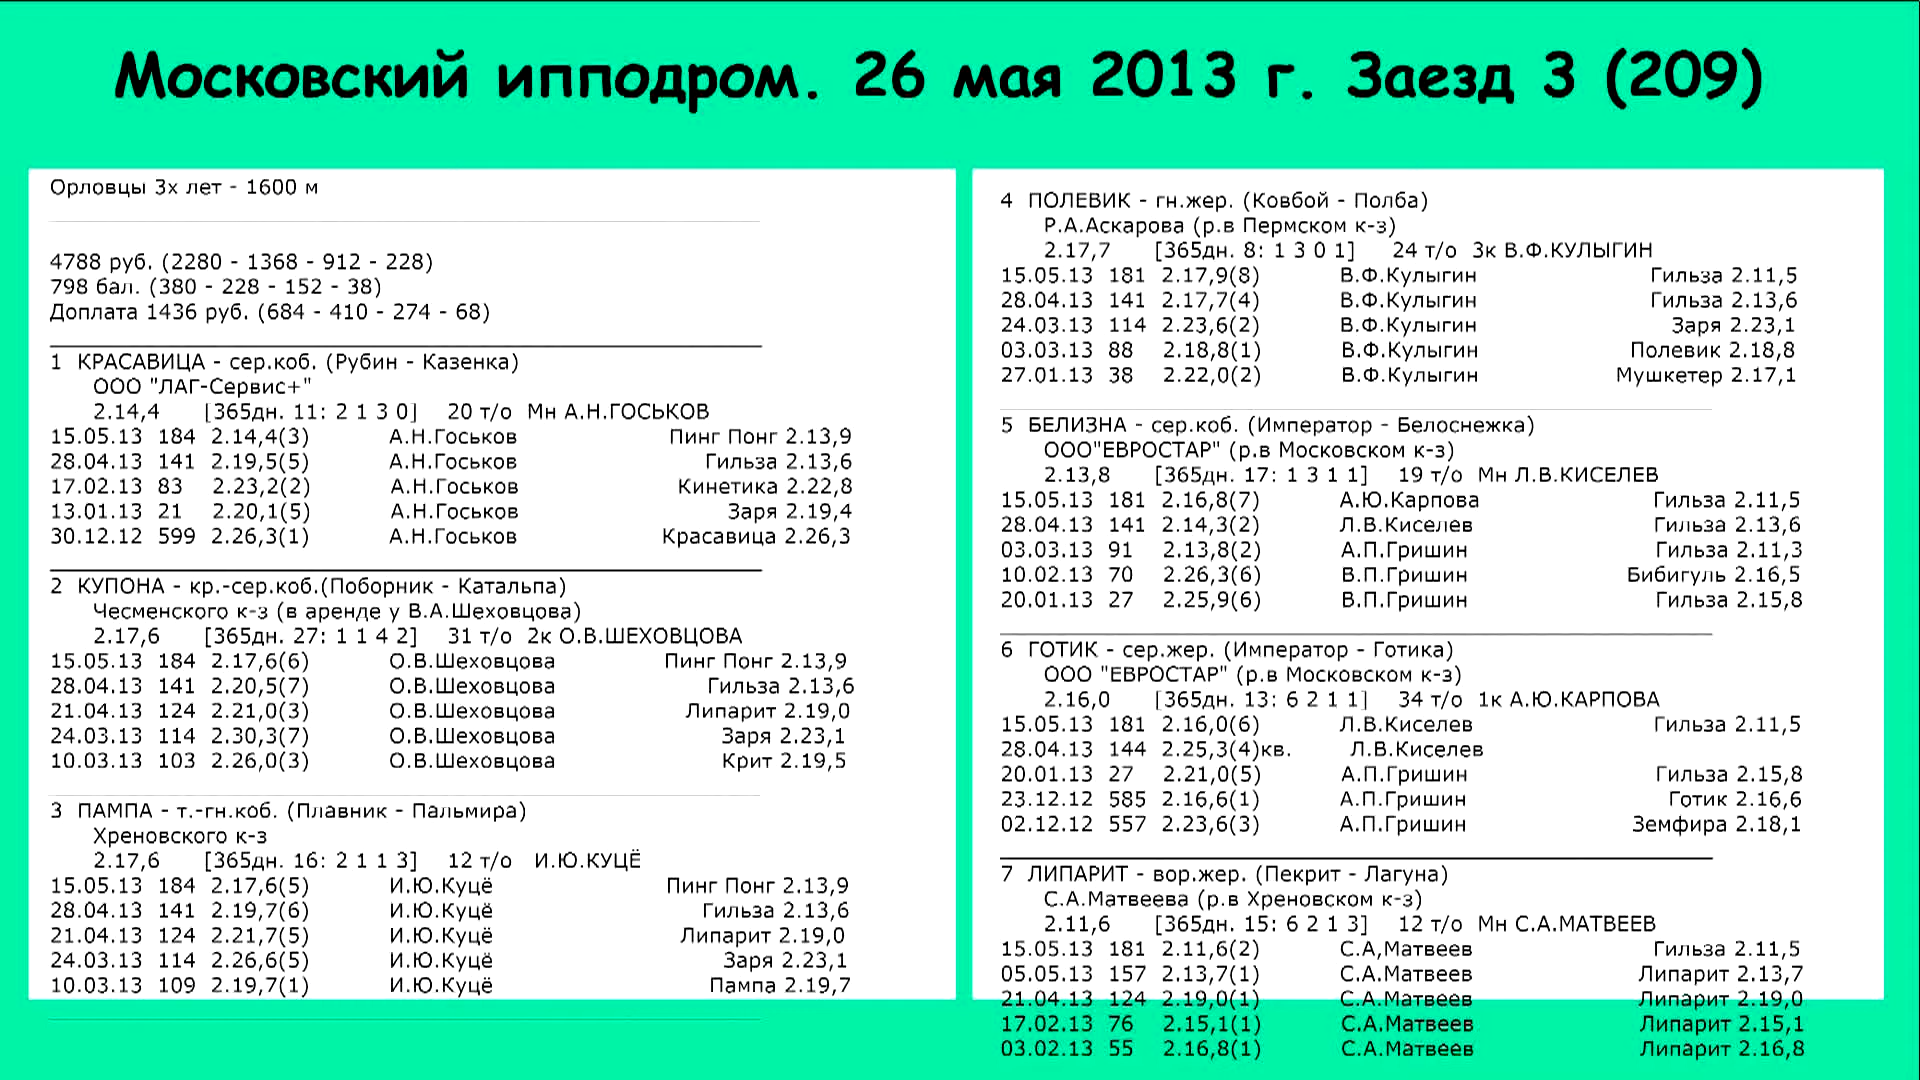 Московский ипподром. 26 мая 2013 г. Заезд 3 (209)
Орловцы 3х лет - 1600 м
4788 руб. (2280 - 1368 - 912 - 228)
798 бал. (380 - 228 - 152 - 38)
Доплата 1436 руб. (684 - 410 - 274 - 68)
1 КРАСАВИЦА - сер.коб. (Рубин - Казенка)
ООО "ЛАГ-Сервис+"
2.14,4 [365дн. 11: 2 1 3 0] 20 т/о Мн А.Н.ГОСЬКОВ
15.05.13 184 2.14,4(3) А.Н.Госьков Пинг Понг 2.13,9
28.04.13 141 2.19,5(5) А.Н.Госьков Гильза 2.13,6
17.02.13 83 2.23,2(2) А.Н.Госьков Кинетика 2.22,8
13.01.13 21 2.20,1(5) А.Н.Госьков Заря 2.19,4
30.12.12 599 2.26,3(1) А.Н.Госьков Красавица 2.26,3
2 КУПОНА - кр.-сер.коб.(Поборник - Катальпа)
Чесменского к-з (в аренде у В.А.Шеховцова)
2.17,6 [365дн. 27: 1 1 4 2] 31 т/о 2к О.В.ШЕХОВЦОВА
15.05.13 184 2.17,6(6) О.В.Шеховцова Пинг Понг 2.13,9
28.04.13 141 2.20,5(7) О.В.Шеховцова Гильза 2.13,6
21.04.13 124 2.21,0(3) О.В.Шеховцова Липарит 2.19,0
24.03.13 114 2.30,3(7) О.В.Шеховцова Заря 2.23,1
10.03.13 103 2.26,0(3) О.В.Шеховцова Крит 2.19,5
3 ПАМПА - т.-гн.коб. (Плавник - Пальмира)
Хреновского к-з
2.17,6 [365дн. 16: 2 1 1 3] 12 т/о И.Ю.КУЦЁ
15.05.13 184 2.17,6(5) И.Ю.Куцё Пинг Понг 2.13,9
28.04.13 141 2.19,7(6) И.Ю.Куцё Гильза 2.13,6
21.04.13 124 2.21,7(5) И.Ю.Куцё Липарит 2.19,0
24.03.13 114 2.26,6(5) И.Ю.Куцё Заря 2.23,1
10.03.13 109 2.19,7(1) И.Ю.Куцё Пампа 2.19,7
4 ПОЛЕВИК - гн.жер. (Ковбой - Полба)
Р.А.Аскарова (р.в Пермском к-з)
2.17,7 [365дн. 8: 1 3 0 1] 24 т/о 3к В.Ф.КУЛЫГИН
15.05.13 181 2.17,9(8) В.Ф.Кулыгин Гильза 2.11,5
28.04.13 141 2.17,7(4) В.Ф.Кулыгин Гильза 2.13,6
24.03.13 114 2.23,6(2) В.Ф.Кулыгин Заря 2.23,1
03.03.13 88 2.18,8(1) В.Ф.Кулыгин Полевик 2.18,8
27.01.13 38 2.22,0(2) В.Ф.Кулыгин Мушкетер 2.17,1
5 БЕЛИЗНА - сер.коб. (Император - Белоснежка)
ООО"ЕВРОСТАР" (р.в Московском к-з)
2.13,8 [365дн. 17: 1 3 1 1] 19 т/о Мн Л.В.КИСЕЛЕВ
15.05.13 181 2.16,8(7) А.Ю.Карпова Гильза 2.11,5
28.04.13 141 2.14,3(2) Л.В.Киселев Гильза 2.13,6
03.03.13 91 2.13,8(2) А.П.Гришин Гильза 2.11,3
10.02.13 70 2.26,3(6) В.П.Гришин Бибигуль 2.16,5
20.01.13 27 2.25,9(6) В.П.Гришин Гильза 2.15,8
6 ГОТИК - сер.жер. (Император - Готика)
ООО "ЕВРОСТАР" (р.в Московском к-з)
2.16,0 [365дн. 13: 6 2 1 1] 34 т/о 1к А.Ю.КАРПОВА
15.05.13 181 2.16,0(6) Л.В.Киселев Гильза 2.11,5
28.04.13 144 2.25,3(4)кв. Л.В.Киселев
20.01.13 27 2.21,0(5) А.П.Гришин Гильза 2.15,8
23.12.12 585 2.16,6(1) А.П.Гришин Готик 2.16,6
02.12.12 557 2.23,6(3) А.П.Гришин Земфира 2.18,1
7 ЛИПАРИТ - вор.жер. (Пекрит - Лагуна)
С.А.Матвеева (р.в Хреновском к-з)
2.11,6 [365дн. 15: 6 2 1 3] 12 т/о Мн С.А.МАТВЕЕВ
15.05.13 181 2.11,6(2) С.А,Матвеев Гильза 2.11,5
05.05.13 157 2.13,7(1) С.А.Матвеев Липарит 2.13,7
21.04.13 124 2.19,0(1) С.А.Матвеев Липарит 2.19,0
17.02.13 76 2.15,1(1) С.А.Матвеев Липарит 2.15,1
03.02.13 55 2.16,8(1) С.А.Матвеев Липарит 2.16,8